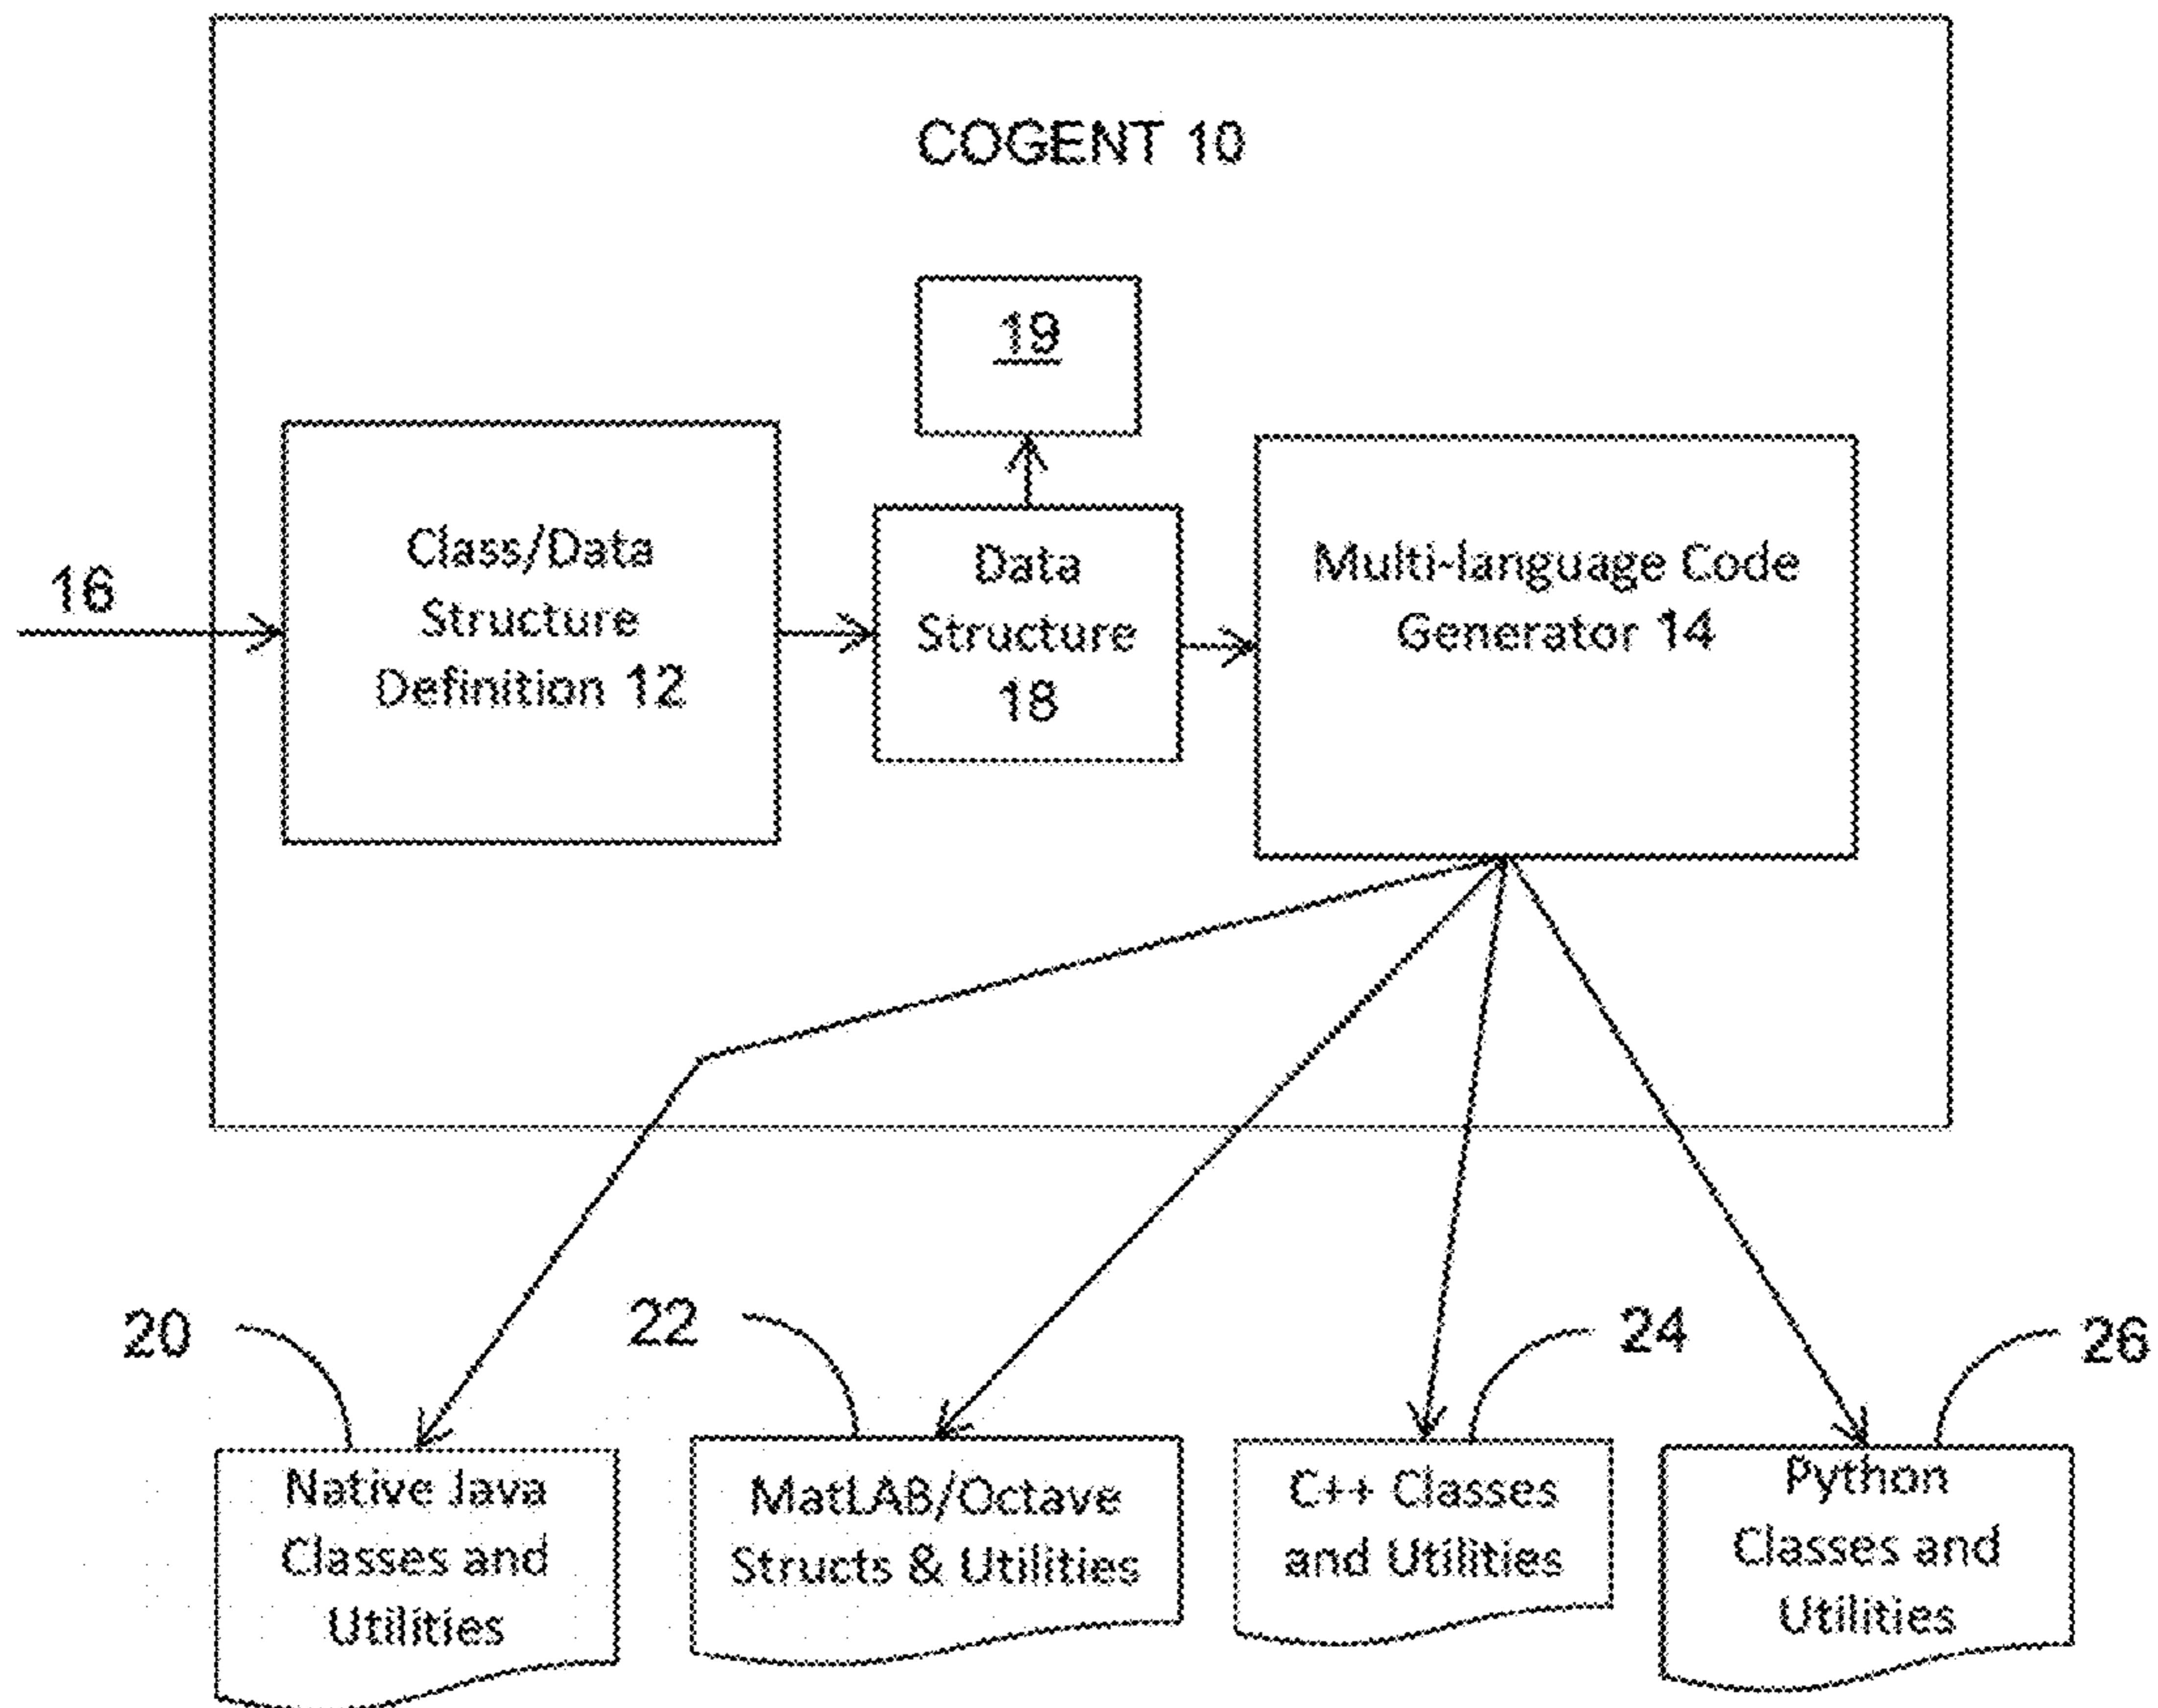 COGENT 10
19
16
Class/Data
Structure
Definition 12
Data
Structure
18
Multi-language Code
Generator 14
20
22
24
26
Native Java
Classes and
Utilities
MatLAB/Octave
Structs & Utilities
C++ Classes
and Utilities
Python
Classes and
Utilities